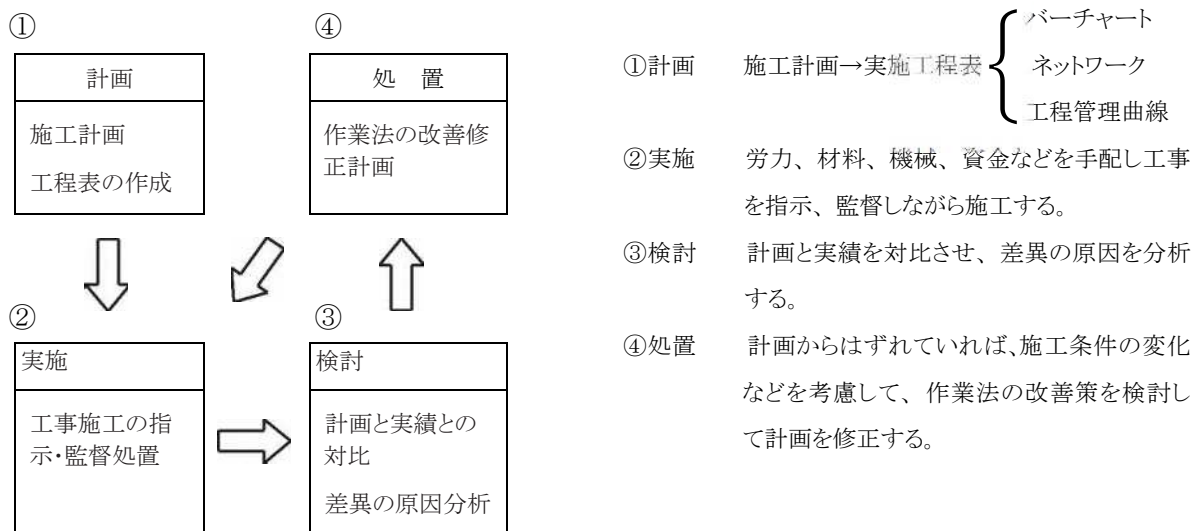 ①
計画
施工計画
工程表の作成
④
処　置
作業法の改善修
正計画
②
実施
工事施工の指
示・監督処置
③
検討
計画と実績との
対比
差異の原因分析
①計画　施工計画→実施工程表
バーチャート
ネットワーク
工程管理曲線
②実施　労力、材料、機械、資金などを手配し工事
を指示、監督しながら施工する。
③検討　計画と実績を対比させ、差異の原因を分析
する。
④処置　計画からはずれていれば、施工条件の変化
などを考慮して、作業法の改善策を検討し
て計画を修正する。